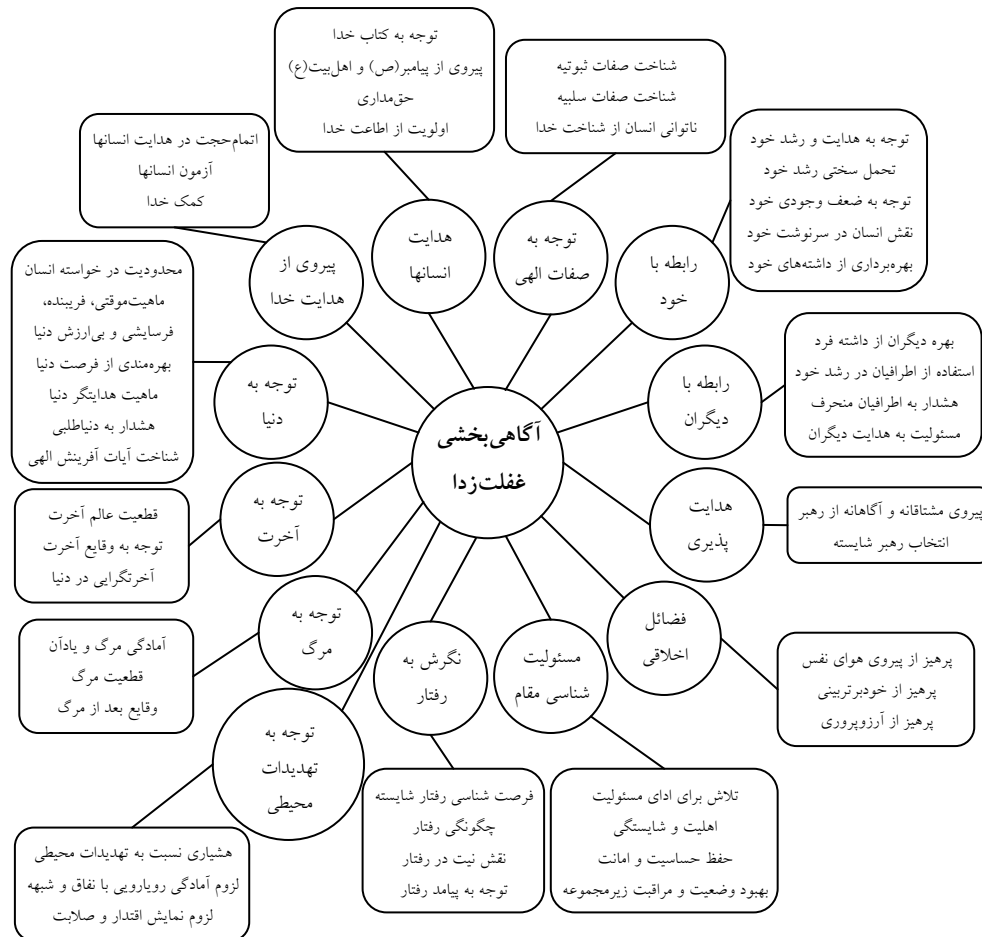 توجه به کتاب خدا
پیروی از پیامبر(ص) و اهل‌بیت(ع)
حق‌مداری
اولویت از اطاعت خدا
شناخت صفات ثبوتیه
شناخت صفات سلبیه
ناتوانی انسان از شناخت خدا
توجه به هدایت و رشد خود
تحمل سختی رشد خود
توجه به ضعف وجودی خود
نقش انسان در سرنوشت خود
بهره‌برداری از داشته‌های خود
اتمام‌حجت در هدایت انسانها
آزمون انسانها
کمک خدا
هدایت
انسانها
توجه به
صفات الهی
رابطه با
خود
پیروی از
هدایت خدا
محدودیت در خواسته انسان
ماهیت‌موقتی، فریبنده،
فرسایشی و بی‌ارزش دنیا
بهره‌مندی از فرصت دنیا
ماهیت هدایتگر دنیا
هشدار به دنیاطلبی
شناخت آیات آفرینش الهی
توجه به
دنیا
رابطه با
دیگران
بهره دیگران از داشته فرد
استفاده از اطرافیان در رشد خود
هشدار به اطرافیان منحرف
مسئولیت به هدایت دیگران
آگاهی‌بخشی
غفلت‌زدا
توجه به
آخرت
قطعیت عالم آخرت
توجه به وقایع آخرت
آخرتگرایی در دنیا
هدایت
پذیری
پیروی مشتاقانه و آگاهانه از رهبر
انتخاب رهبر شایسته
توجه به
مرگ
آمادگی مرگ و یادآن
قطعیت مرگ
وقایع بعد از مرگ
فضائل
اخلاقی
پرهیز از پیروی هوای نفس
پرهیز از خودبرتربینی
پرهیز از آرزوپروری
نگرش به
رفتار
مسئولیت
شناسی مقام
توجه به
تهدیدات
محیطی
هشیاری نسبت به تهدیدات محیطی
لزوم آمادگی رویارویی با نفاق و شبهه
لزوم نمایش اقتدار و صلابت
فرصت شناسی رفتار شایسته
چگونگی رفتار
نقش نیت در رفتار
توجه به پیامد رفتار
تلاش برای ادای مسئولیت
اهلیت و شایستگی
حفظ حساسیت و امانت
بهبود وضعیت و مراقبت زیرمجموعه